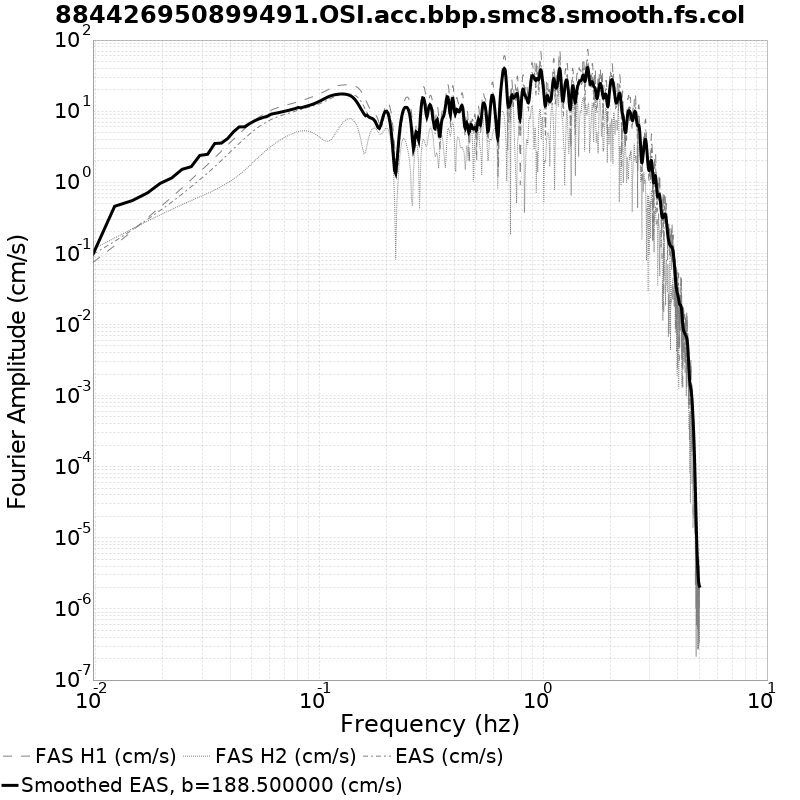 884426950899491.OSI.acc.bbp.smc8.smooth.fs.col
Fourier Amplitude (cm/s)
10^2
10^1
10^0
10^-1
10^-2
10^-3
10^-4
10^-5
10^-6
10^-7
10^-2 10^-1 10^0 10^1
Frequency (hz)
FAS H1 (cm/s) FAS H2 (cm/s) EAS (cm/s)
Smoothed EAS, b=188.500000 (cm/s)